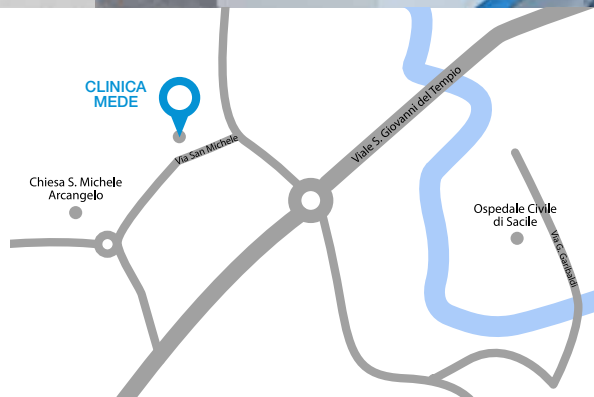 CLINICA
MEDE
Viale S. Giovanni del Tempio
Via San Michele
Chiesa S. Michele
Arcangelo
Ospedale Civile
di Sacile
Via G. Garibaldi